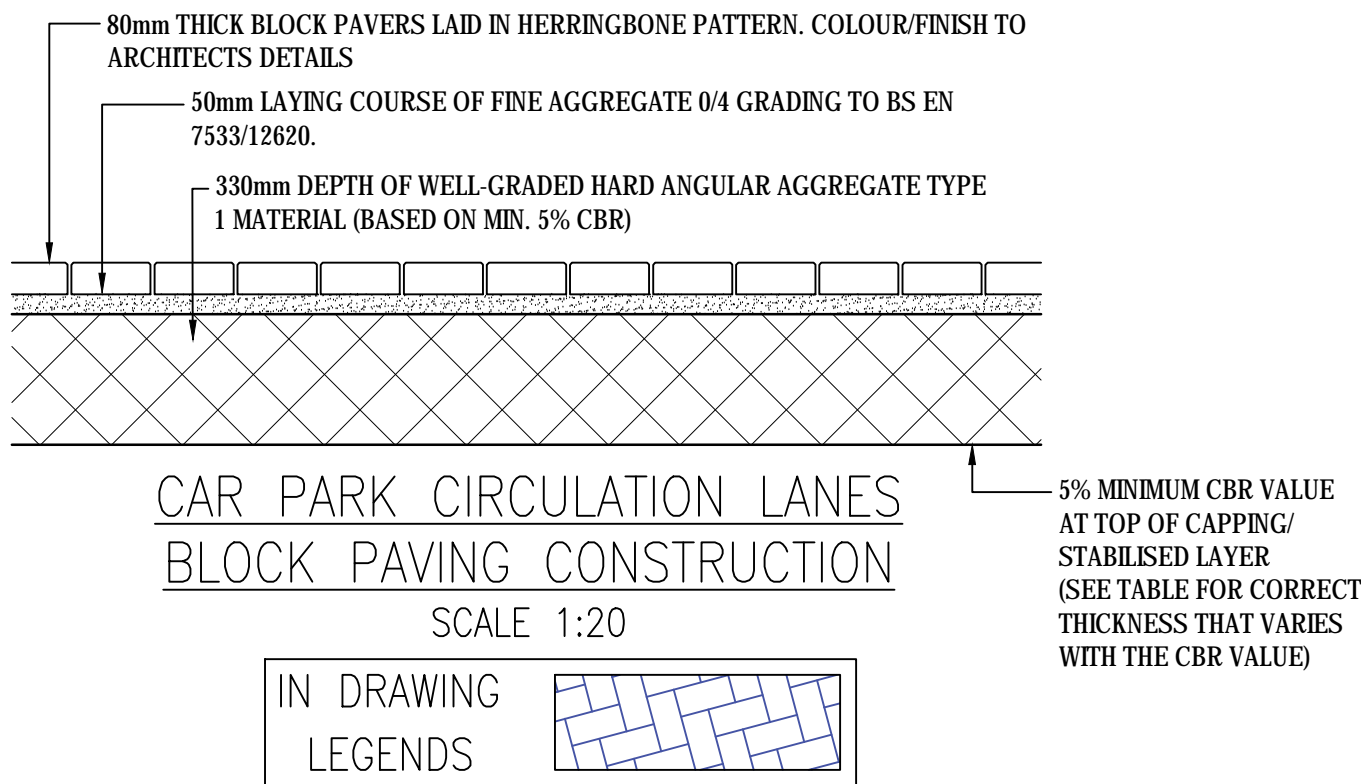 80mm THICK BLOCK PAVERS LAID IN HERRINGBONE PATTERN. COLOUR/FINISH TO
ARCHITECTS DETAILS
50mm LAYING COURSE OF FINE AGGREGATE 0/4 GRADING TO BS EN
7533/12620.
330mm DEPTH OF WELL-GRADED HARD ANGULAR AGGREGATE TYPE
1 MATERIAL (BASED ON MIN. 5% CBR)
CAR PARK CIRCULATION LANES
BLOCK PAVING CONSTRUCTION
SCALE 1:20
5% MINIMUM CBR VALUE
AT TOP OF CAPPING/
STABILISED LAYER
(SEE TABLE FOR CORRECT
THICKNESS THAT VARIES
WITH THE CBR VALUE)
IN DRAWING
LEGENDS